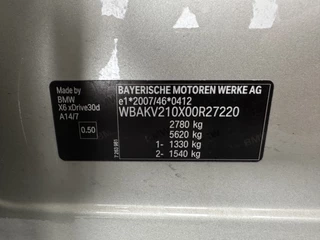 Made by
BMW
X6 xDrive30d
A14/7
0.50
BAYERISCHE MOTOREN WERKE AG
e1*2007/46*0412
WBAKV210X00R27220
2780 kg
5620 kg
1- 1330 kg
2- 1540 kg